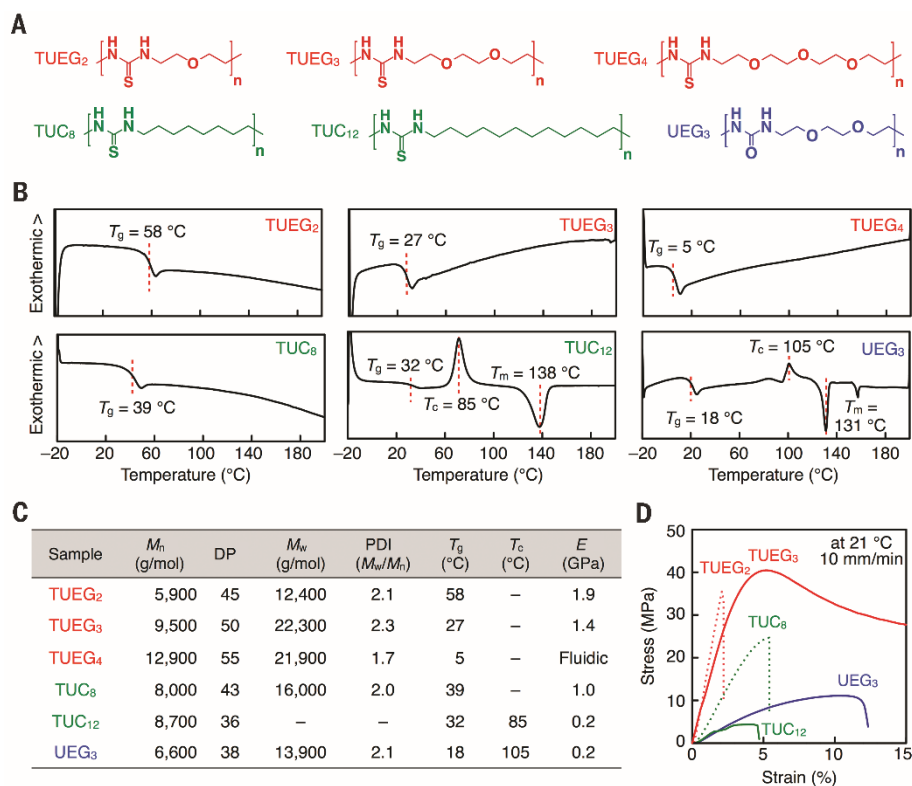 A
TUEG2 H N H N S O n
TUEG3 H N H N S O O n
TUEG4 H N H N S O O O n
TUC8 H N H N S n
TUC12 H N H N S n
UEG3 H N H N O O O n
B
Exothermic >
Tg = 58 °C TUEG2
Tg = 27 °C TUEG3
Tg = 5 °C TUEG4
Exothermic >
Tg = 39 °C TUC8
Tg = 32 °C Tc = 85 °C Tm = 138 °C TUC12
Tg = 18 °C Tc = 105 °C Tm = 131 °C UEG3
–20 20 60 100 140 180
–20 20 60 100 140 180
–20 20 60 100 140 180
Temperature (°C) Temperature (°C) Temperature (°C)
C
Sample Mn (g/mol) DP Mw (g/mol) PDI (Mw/Mn) Tg (°C) Tc (°C) E (GPa)
TUEG2 5,900 45 12,400 2.1 58 – 1.9
TUEG3 9,500 50 22,300 2.3 27 – 1.4
TUEG4 12,900 55 21,900 1.7 5 – Fluidic
TUC8 8,000 43 16,000 2.0 39 – 1.0
TUC12 8,700 36 – – 32 85 0.2
UEG3 6,600 38 13,900 2.1 18 105 0.2
D
at 21 °C
10 mm/min
TUEG3
TUEG2
TUC8
UEG3
TUC12
Stress (MPa)
50
40
30
20
10
0
0 5 10 15
Strain (%)